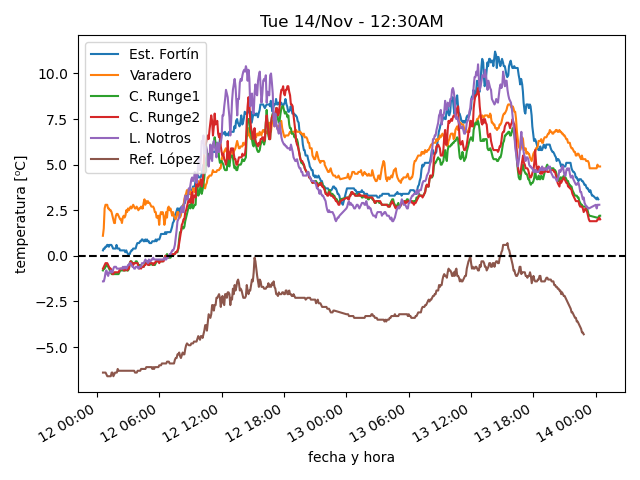 Tue 14/Nov - 12:30AM
Est. Fortín
Varadero
C. Runge1
C. Runge2
L. Notros
Ref. López
temperatura [ºC]
10.0
7.5
5.0
2.5
0.0
−2.5
−5.0
12 00:00
12 06:00
12 12:00
12 18:00
13 00:00
13 06:00
13 12:00
13 18:00
14 00:00
fecha y hora